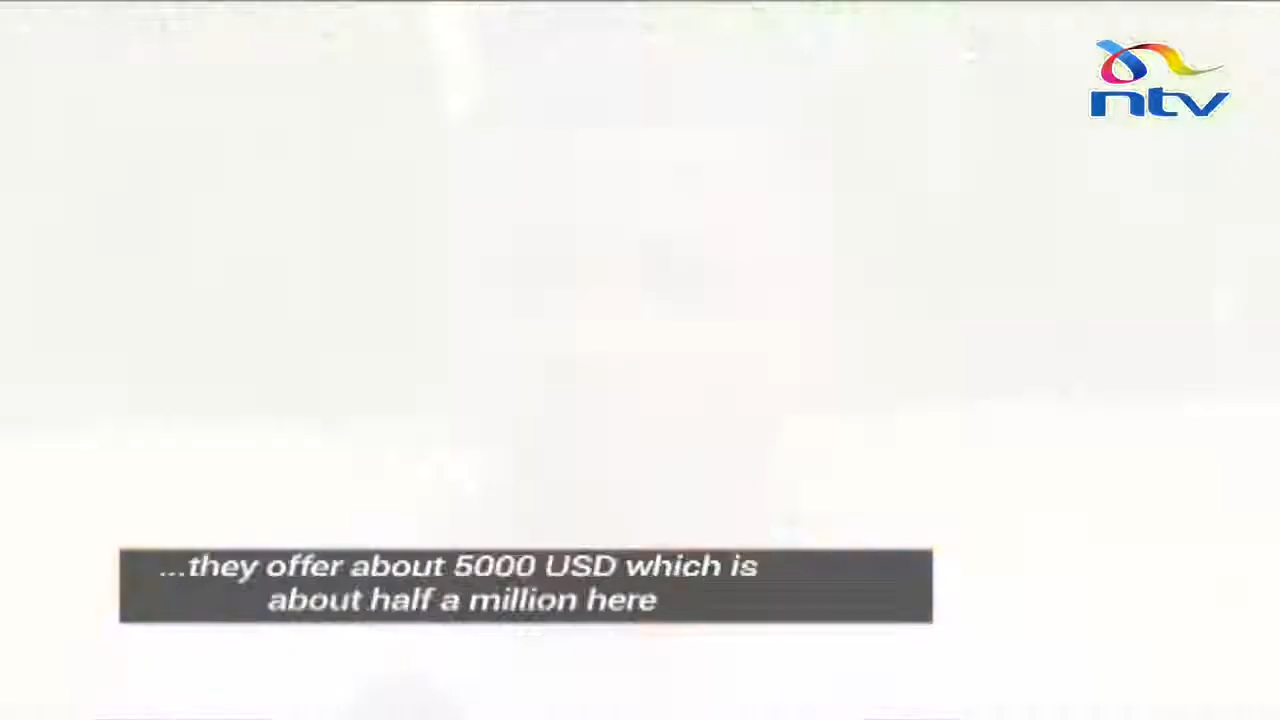 ntv
...they offer about 5000 USD which is
about half a million here